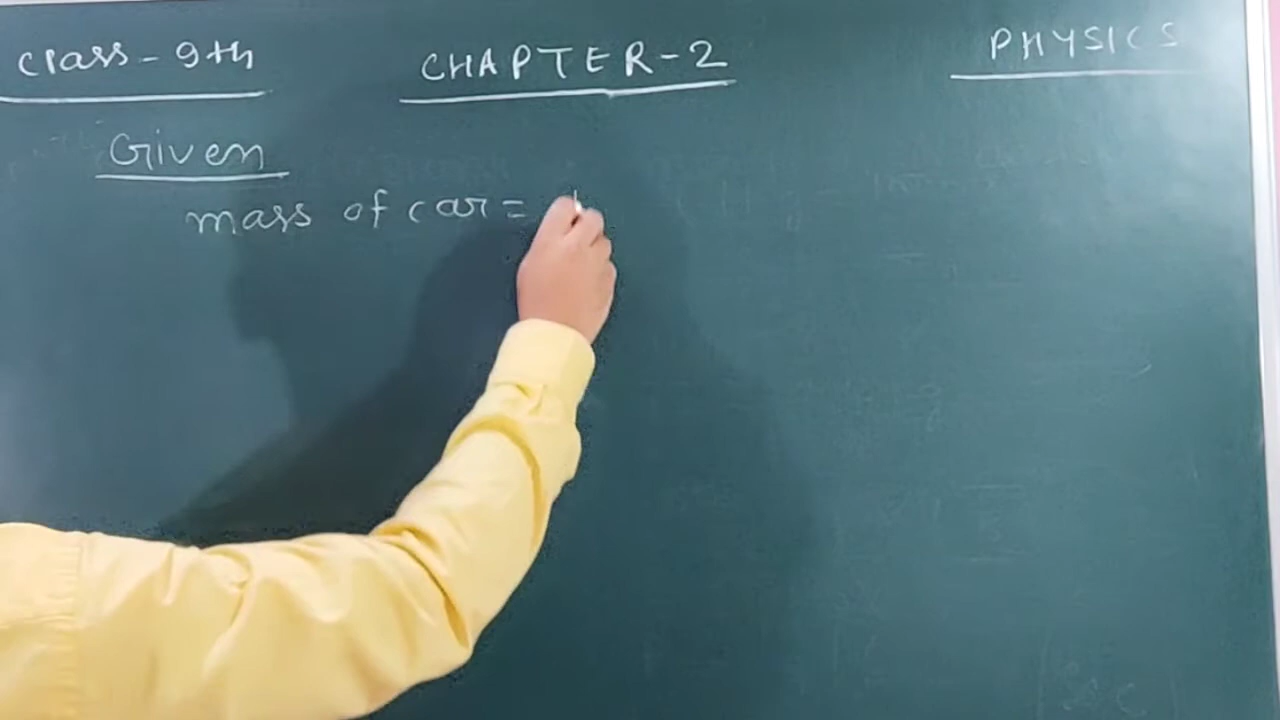 Class - 9th CHAPTER-2 PHYSICS
Given
mass of car =